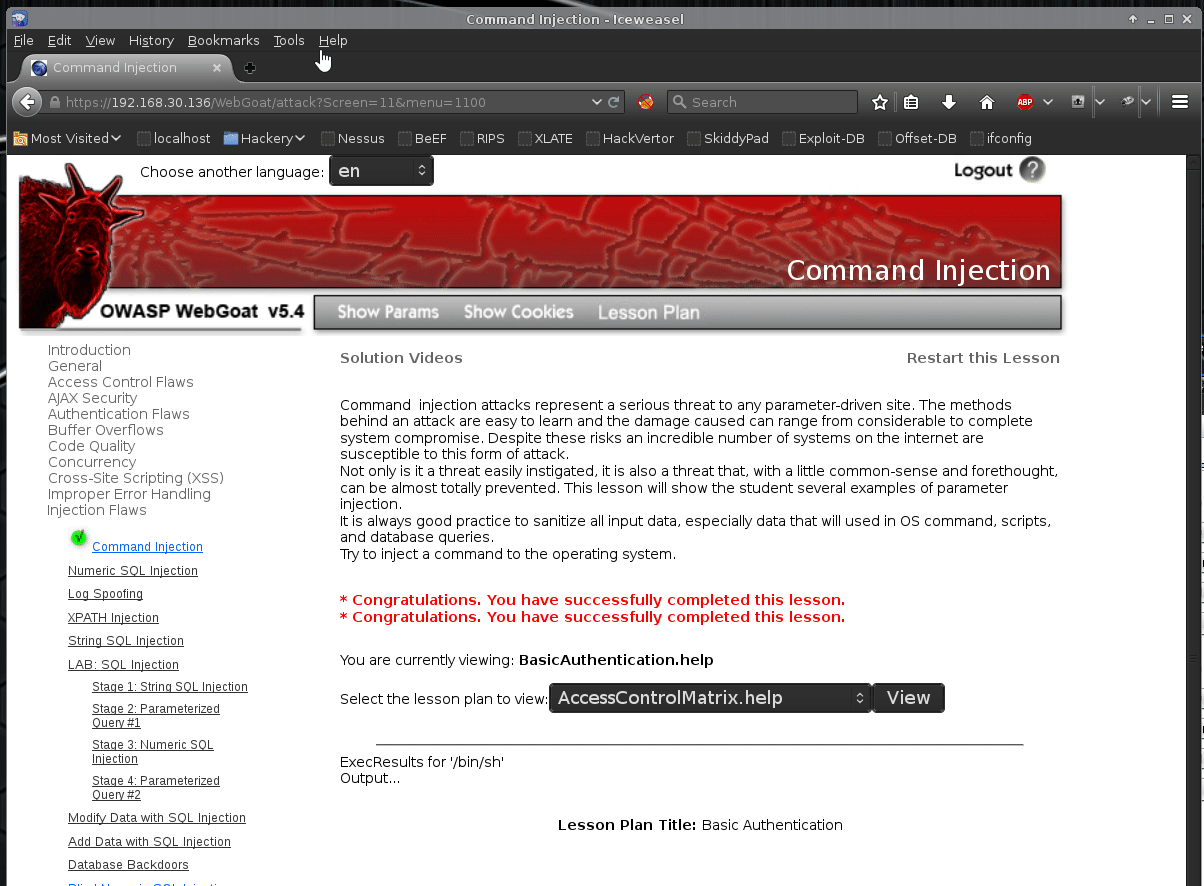 Command Injection - Iceweasel
File Edit View History Bookmarks Tools Help
Command Injection
https://192.168.30.136/WebGoat/attack?Screen=11&menu=1100
Search
ABP
Most Visited localhost Hackery Nessus BeEF RIPS XLATE HackVertor SkiddyPad Exploit-DB Offset-DB ifconfig
Choose another language: en
Logout ?
Command Injection
OWASP WebGoat v5.4
Show Params Show Cookies Lesson Plan
Introduction
General
Access Control Flaws
AJAX Security
Authentication Flaws
Buffer Overflows
Code Quality
Concurrency
Cross-Site Scripting (XSS)
Improper Error Handling
Injection Flaws
Command Injection
Numeric SQL Injection
Log Spoofing
XPATH Injection
String SQL Injection
LAB: SQL Injection
Stage 1: String SQL Injection
Stage 2: Parameterized
Query #1
Stage 3: Numeric SQL
Injection
Stage 4: Parameterized
Query #2
Modify Data with SQL Injection
Add Data with SQL Injection
Database Backdoors
Solution Videos
Restart this Lesson
Command  injection attacks represent a serious threat to any parameter-driven site. The methods
behind an attack are easy to learn and the damage caused can range from considerable to complete
system compromise. Despite these risks an incredible number of systems on the internet are
susceptible to this form of attack.
Not only is it a threat easily instigated, it is also a threat that, with a little common-sense and forethought,
can be almost totally prevented. This lesson will show the student several examples of parameter
injection.
It is always good practice to sanitize all input data, especially data that will used in OS command, scripts,
and database queries.
Try to inject a command to the operating system.
* Congratulations. You have successfully completed this lesson.
* Congratulations. You have successfully completed this lesson.
You are currently viewing: BasicAuthentication.help
Select the lesson plan to view: AccessControlMatrix.help View
ExecResults for '/bin/sh'
Output...
Lesson Plan Title: Basic Authentication